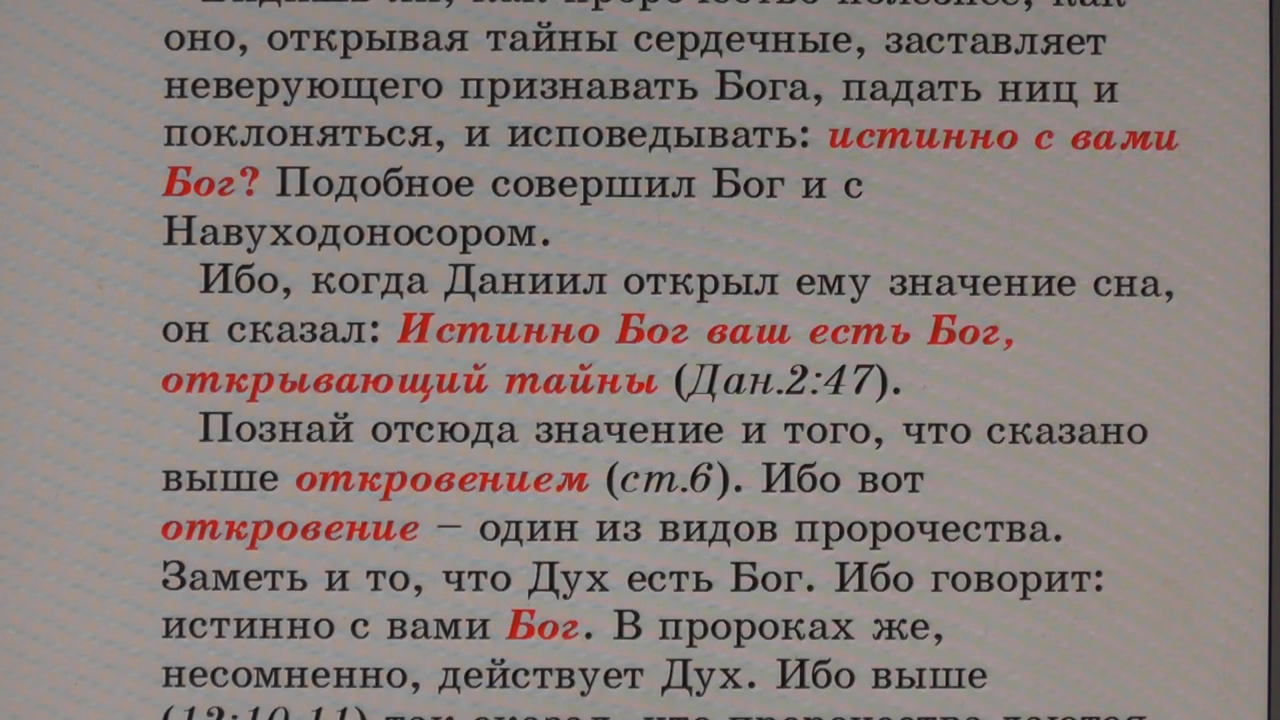 оно, открывая тайны сердечные, заставляет
неверующего признавать Бога, падать ниц и
поклоняться, и исповедывать: истинно с вами
Бог? Подобное совершил Бог и с
Навуходоносором.
Ибо, когда Даниил открыл ему значение сна,
он сказал: Истинно Бог ваш есть Бог,
открывающий тайны (Дан.2:47).
Познай отсюда значение и того, что сказано
выше откровением (ст.6). Ибо вот
откровение – один из видов пророчества.
Заметь и то, что Дух есть Бог. Ибо говорит:
истинно с вами Бог. В пророках же,
несомненно, действует Дух. Ибо выше